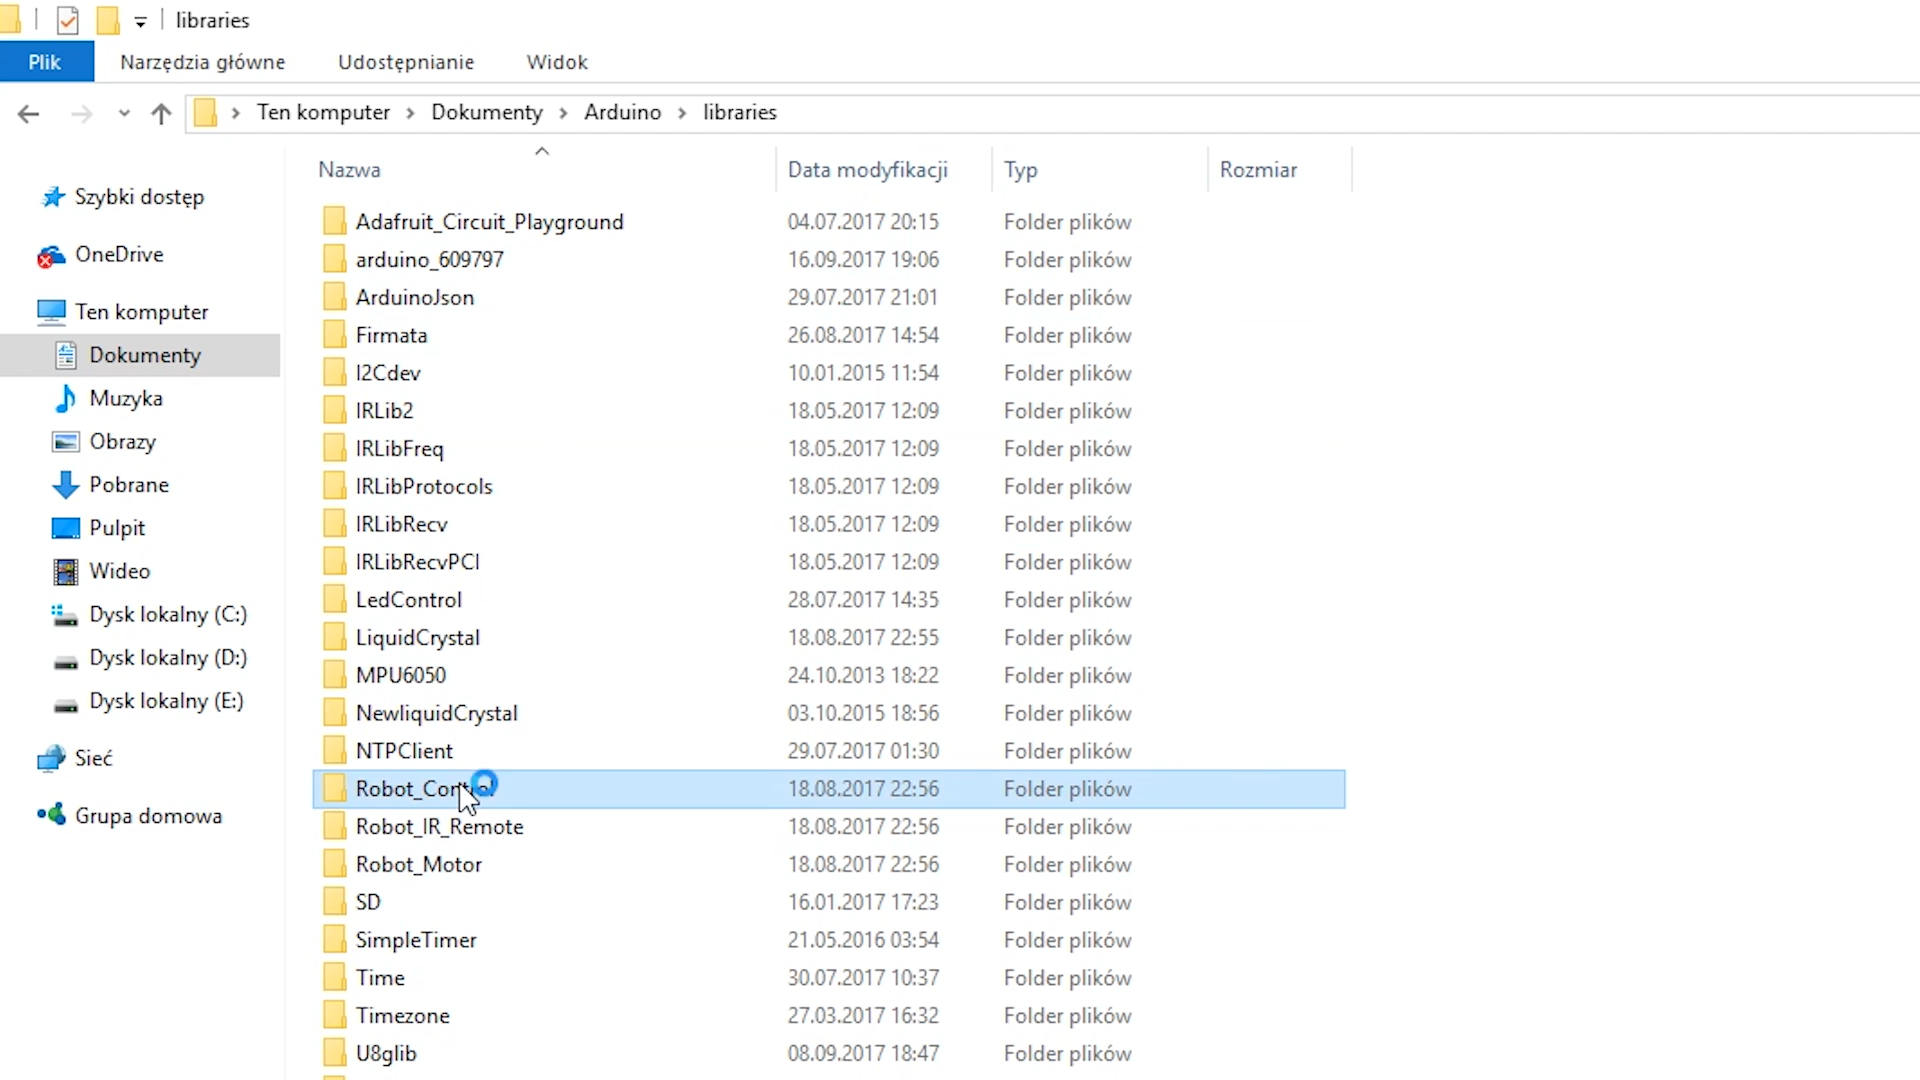 libraries
Plik Narzędzia główne Udostępnianie Widok
Ten komputer Dokumenty Arduino libraries
Nazwa Data modyfikacji Typ Rozmiar
Szybki dostęp
OneDrive
Ten komputer
Dokumenty
Muzyka
Obrazy
Pobrane
Pulpit
Wideo
Dysk lokalny (C:)
Dysk lokalny (D:)
Dysk lokalny (E:)
Sieć
Grupa domowa
Adafruit_Circuit_Playground 04.07.2017 20:15 Folder plików
arduino_609797 16.09.2017 19:06 Folder plików
ArduinoJson 29.07.2017 21:01 Folder plików
Firmata 26.08.2017 14:54 Folder plików
I2Cdev 10.01.2015 11:54 Folder plików
IRLib2 18.05.2017 12:09 Folder plików
IRLibFreq 18.05.2017 12:09 Folder plików
IRLibProtocols 18.05.2017 12:09 Folder plików
IRLibRecv 18.05.2017 12:09 Folder plików
IRLibRecvPCI 18.05.2017 12:09 Folder plików
LedControl 28.07.2017 14:35 Folder plików
LiquidCrystal 18.08.2017 22:55 Folder plików
MPU6050 24.10.2013 18:22 Folder plików
NewliquidCrystal 03.10.2015 18:56 Folder plików
NTPClient 29.07.2017 01:30 Folder plików
Robot_Control 18.08.2017 22:56 Folder plików
Robot_IR_Remote 18.08.2017 22:56 Folder plików
Robot_Motor 18.08.2017 22:56 Folder plików
SD 16.01.2017 17:23 Folder plików
SimpleTimer 21.05.2016 03:54 Folder plików
Time 30.07.2017 10:37 Folder plików
Timezone 27.03.2017 16:32 Folder plików
U8glib 08.09.2017 18:47 Folder plików